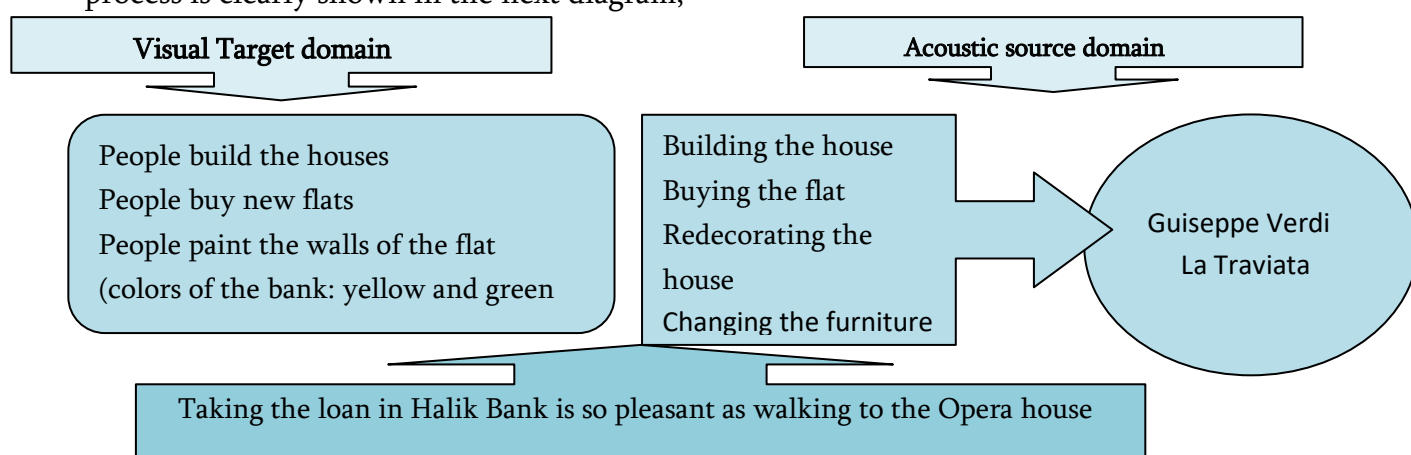 process is clearly shown in the next diagram;
Visual Target domain
Acoustic source domain
People build the houses
People buy new flats
People paint the walls of the flat
(colors of the bank: yellow and green
Building the house
Buying the flat
Redecorating the
house
Changing the furniture
Guiseppe Verdi
La Traviata
Taking the loan in Halik Bank is so pleasant as walking to the Opera house